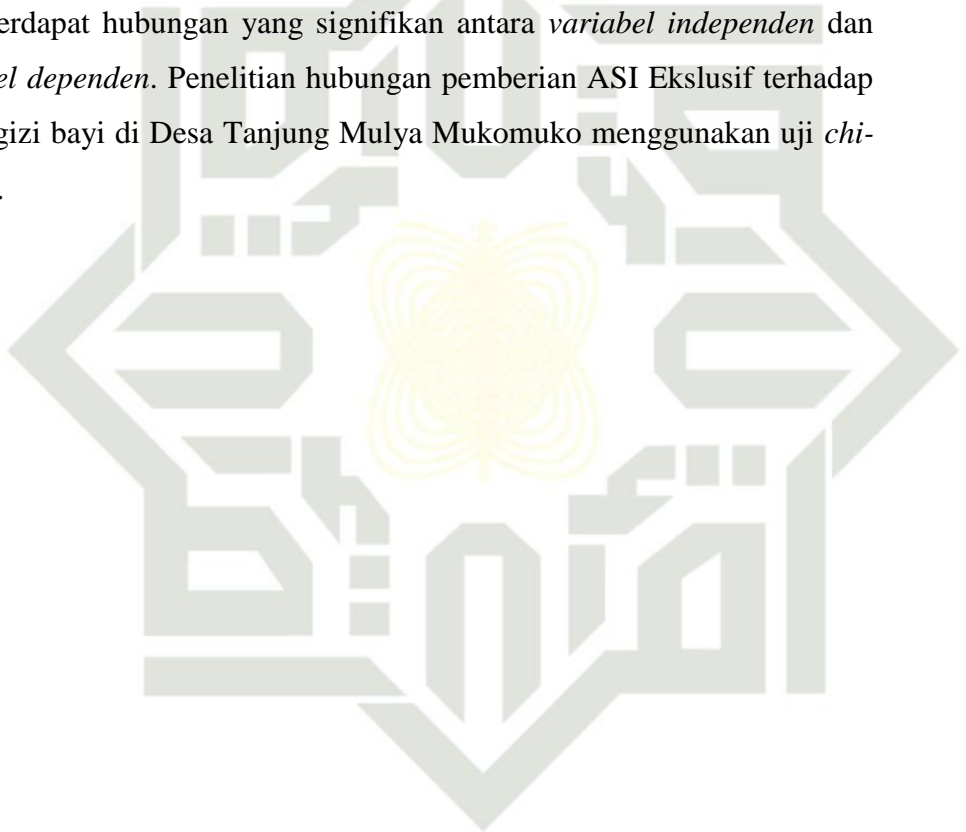 erdapat hubungan yang signifikan antara variabel independen dan
el dependen. Penelitian hubungan pemberian ASI Ekslusif terhadap
gizi bayi di Desa Tanjung Mulya Mukomuko menggunakan uji chi-
.